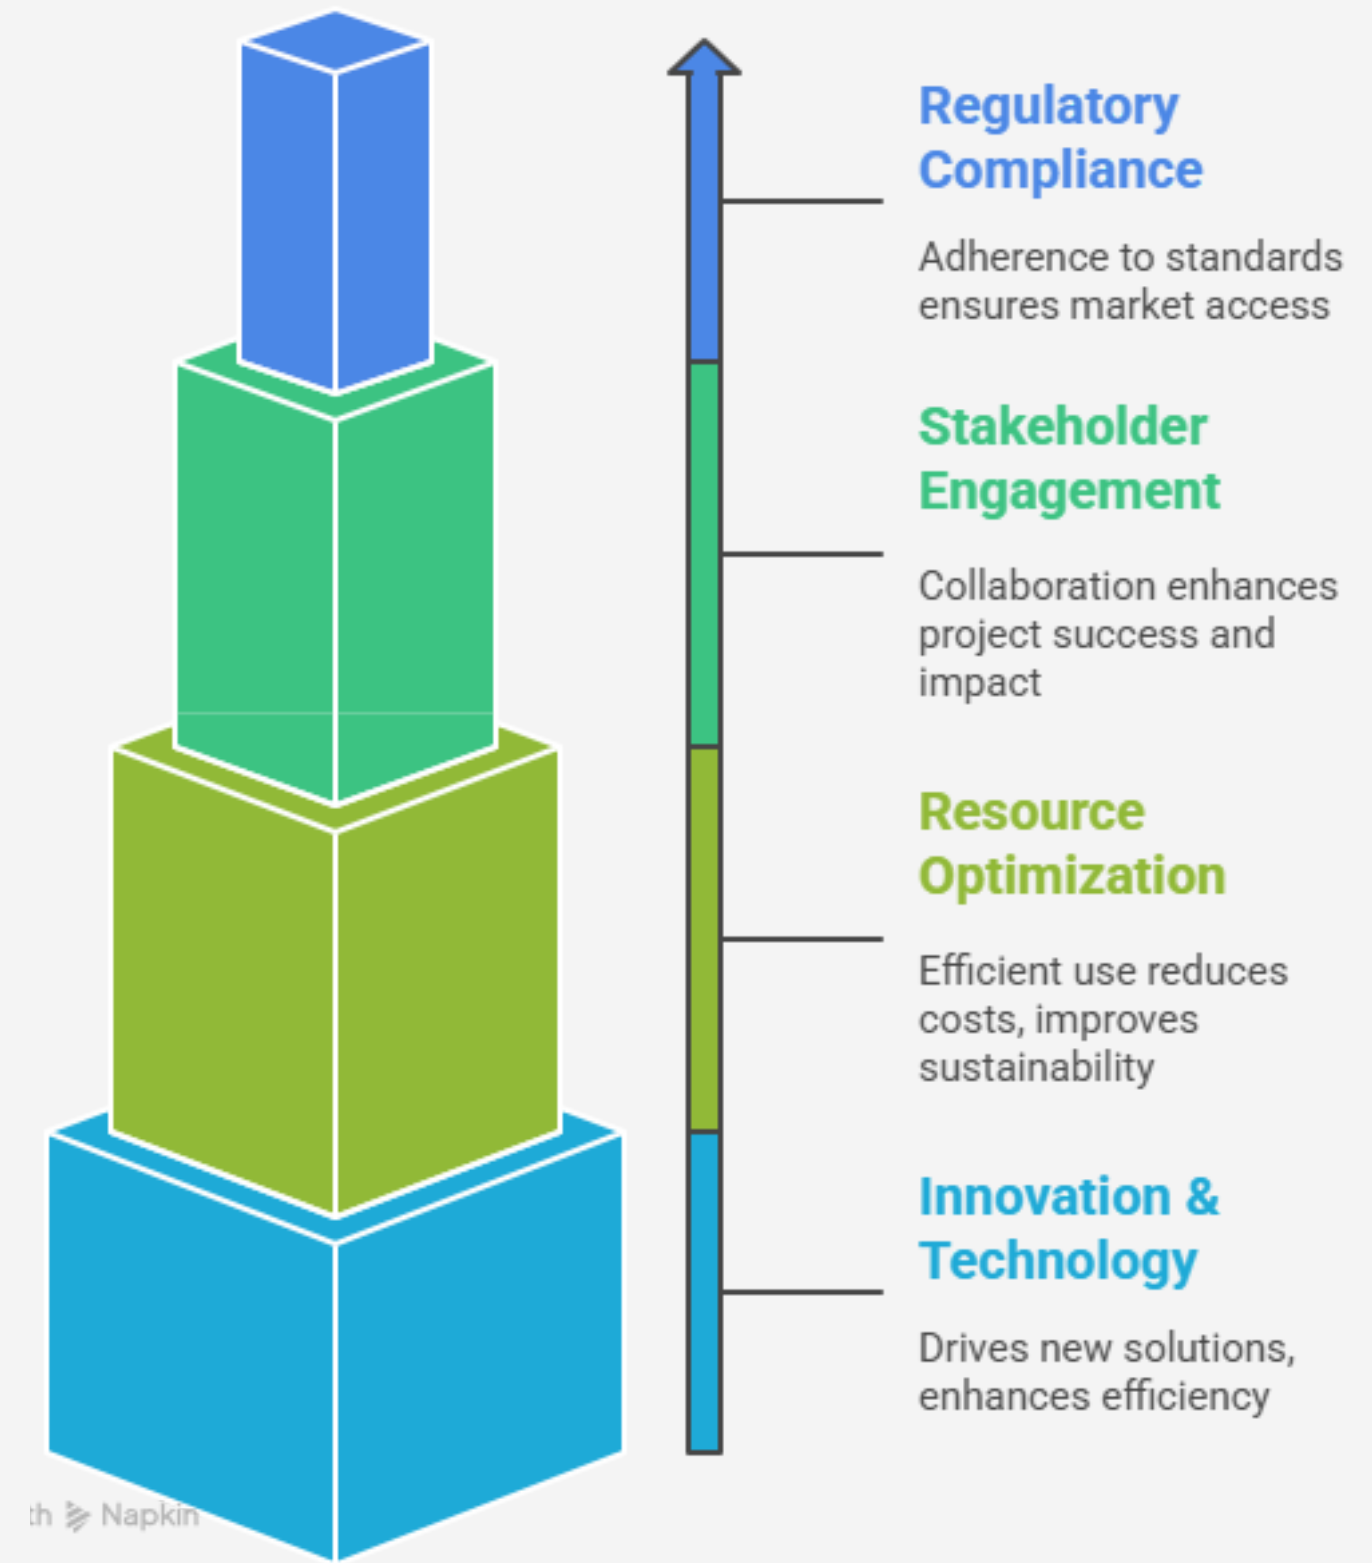 Regulatory
Compliance
Adherence to standards
ensures market access
Stakeholder
Engagement
Collaboration enhances
project success and
impact
Resource
Optimization
Efficient use reduces
costs, improves
sustainability
Innovation &
Technology
Drives new solutions,
enhances efficiency
th Napkin